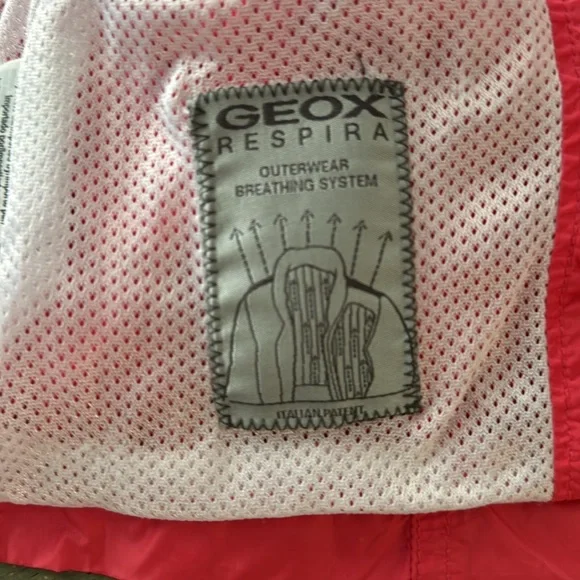 GEOX
RESPIRA
OUTERWEAR
BREATHING SYSTEM
ITALIAN PATENT